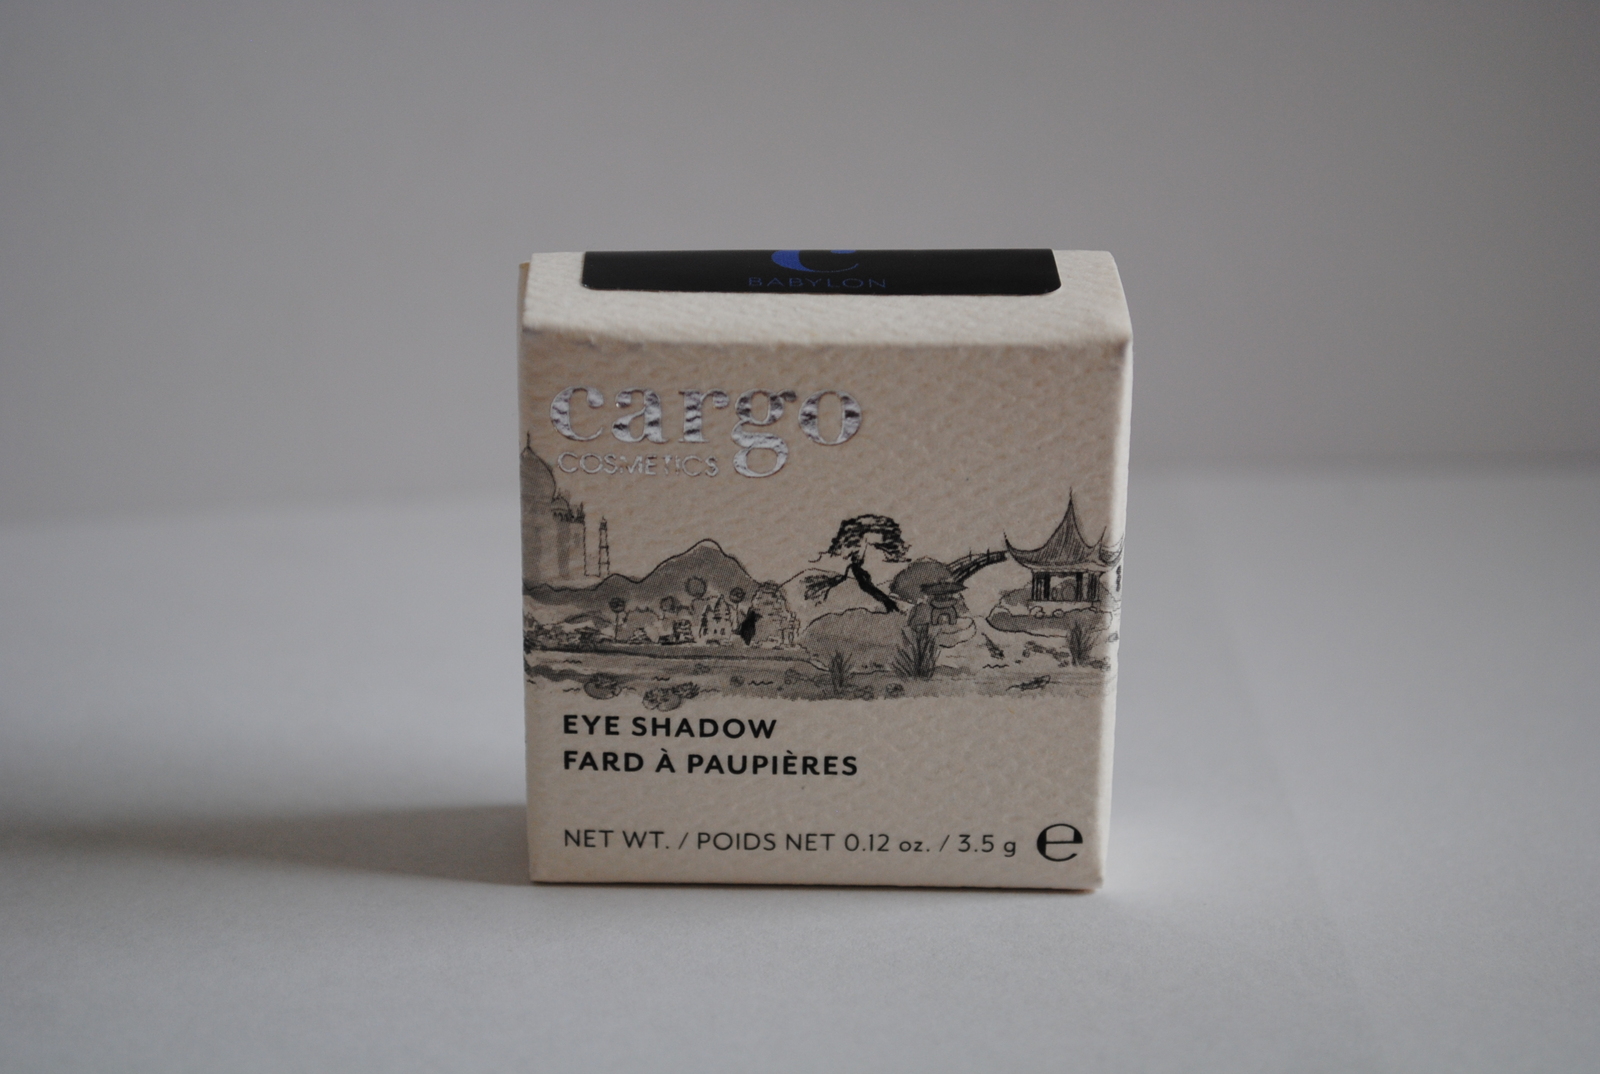 C
BABYLON
cargo
COSMETICS
EYE SHADOW
FARD À PAUPIÈRES
NET WT. / POIDS NET 0.12 oz. / 3.5 g ℮